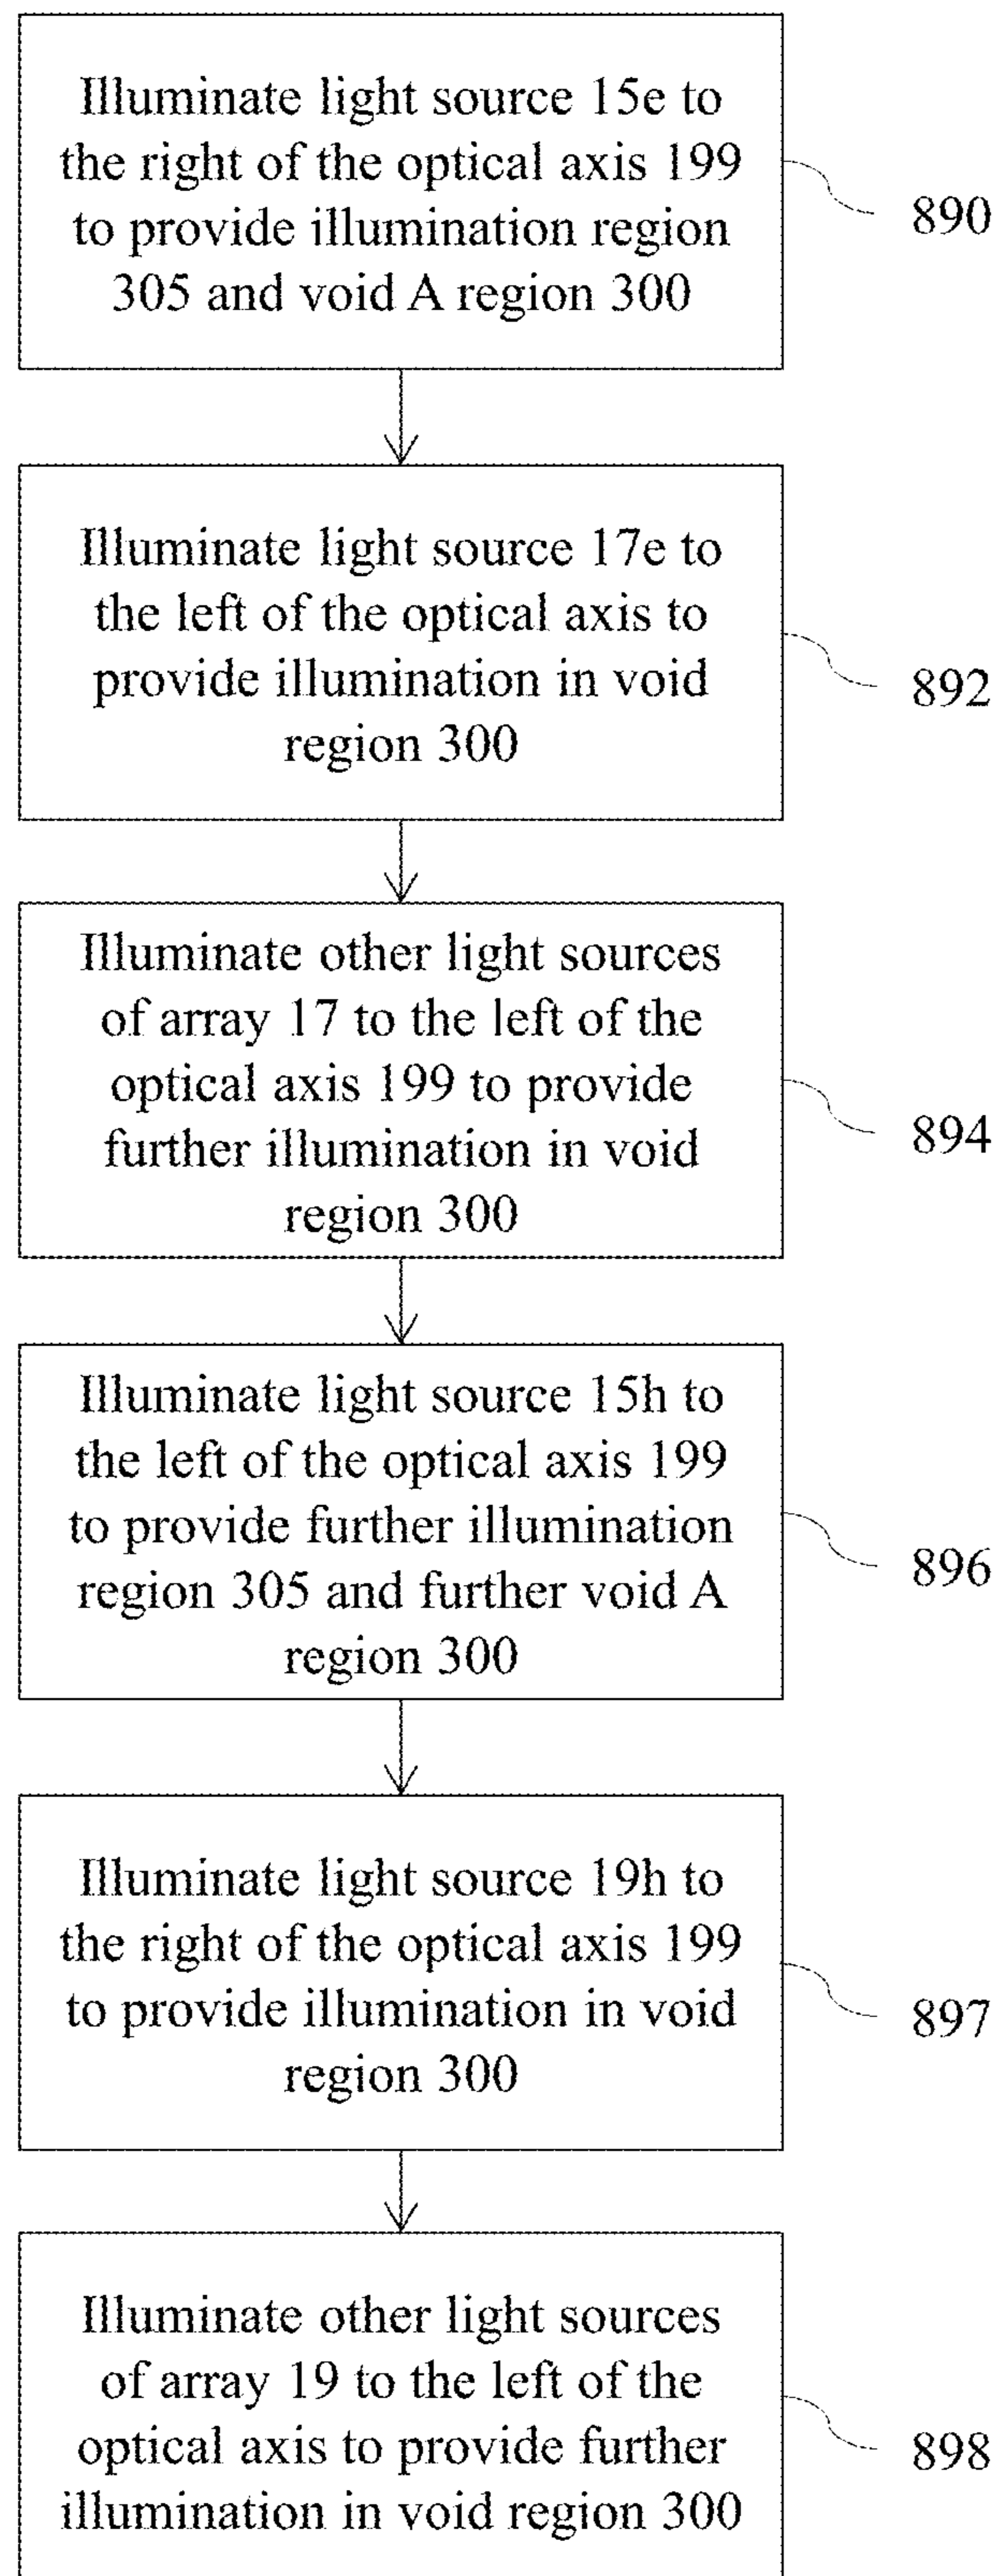 Illuminate light source 15e to
the right of the optical axis 199
to provide illumination region
305 and void A region 300
890
Illuminate light source 17e to
the left of the optical axis to
provide illumination in void
region 300
892
Illuminate other light sources
of array 17 to the left of the
optical axis 199 to provide
further illumination in void
region 300
894
Illuminate light source 15h to
the left of the optical axis 199
to provide further illumination
region 305 and further void A
region 300
896
Illuminate light source 19h to
the right of the optical axis 199
to provide illumination in void
region 300
897
Illuminate other light sources
of array 19 to the left of the
optical axis to provide further
illumination in void region 300
898